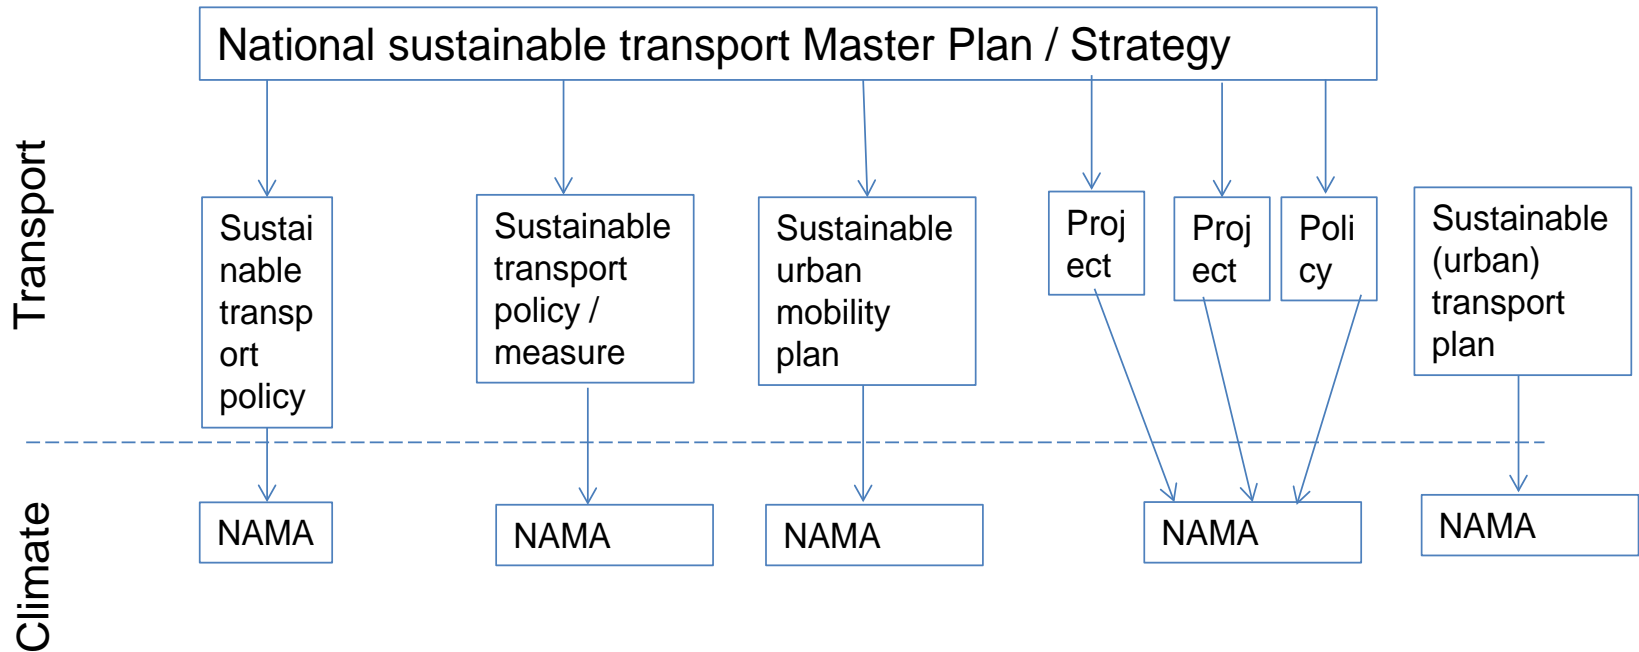 National sustainable transport Master Plan / Strategy
Transport
Sustai
nable
transp
ort
policy
Sustainable
transport
policy /
measure
Sustainable
urban
mobility
plan
Proj
ect
Proj
ect
Poli
cy
Sustainable
(urban)
transport
plan
Climate
NAMA
NAMA
NAMA
NAMA
NAMA